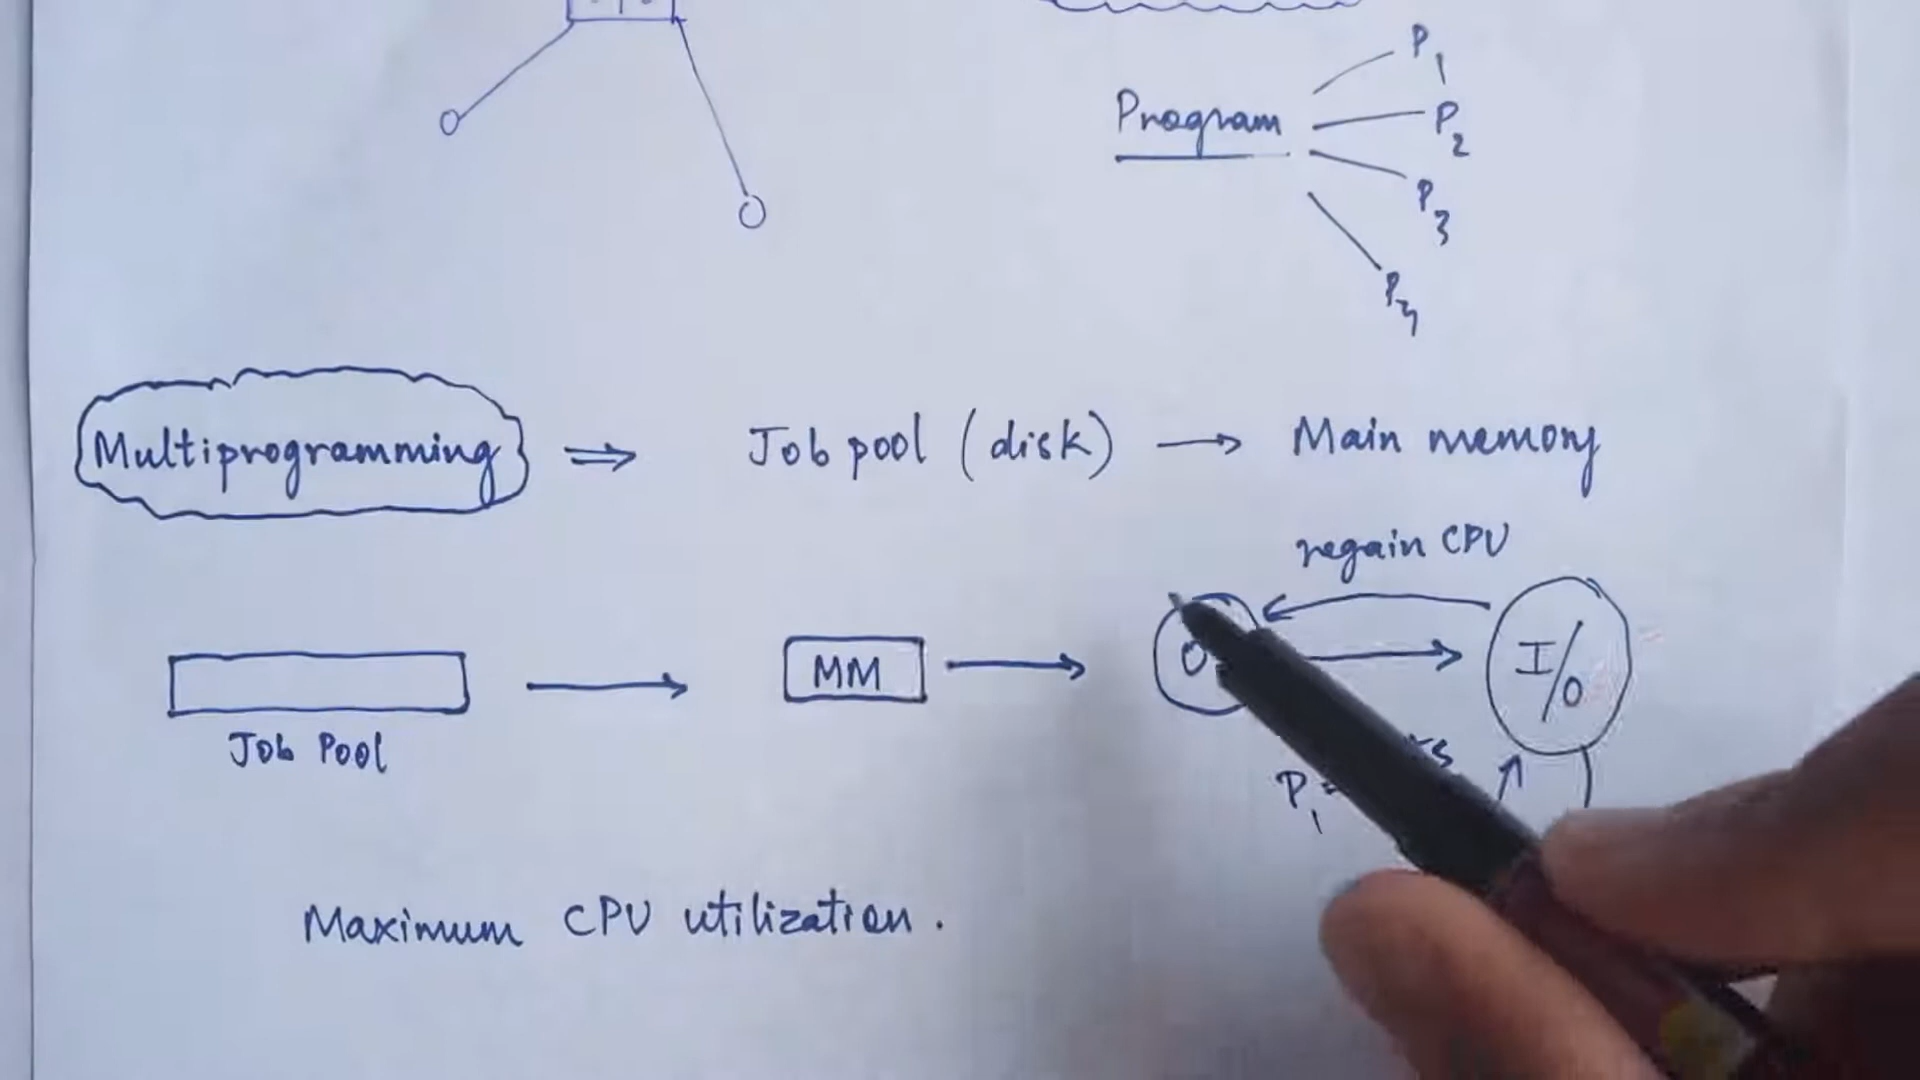 P1
Program P2
P3
P4
Multiprogramming ⇒ Job pool (disk) → Main memory
regain CPU
MM → I/O
Job Pool
P1
Maximum CPU utilization.